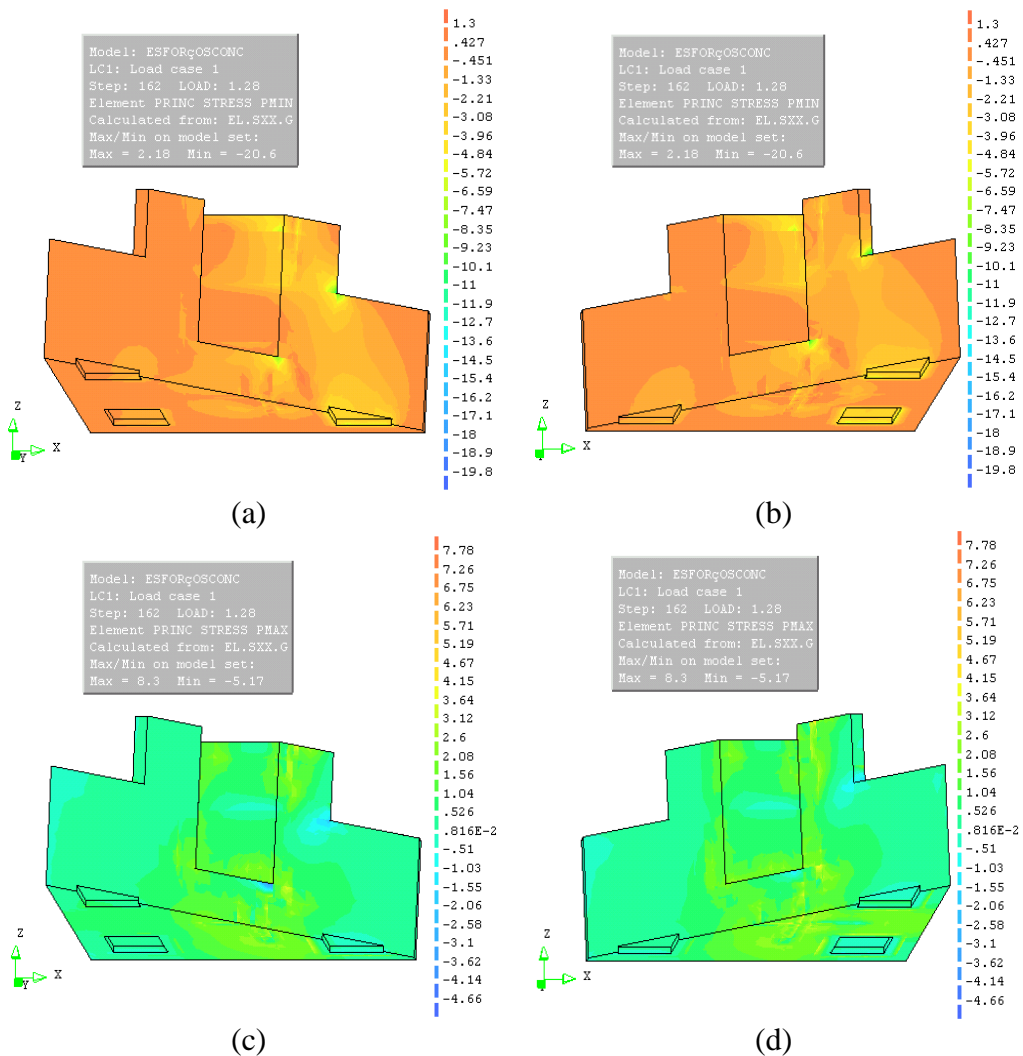 Model: ESFORçOSCONC
LC1: Load case 1
Step: 162 LOAD: 1.28
Element PRINC STRESS PMIN
Calculated from: EL.SXX.G
Max/Min on model set:
Max = 2.18 Min = -20.6
1.3
.427
-.451
-1.33
-2.21
-3.08
-3.96
-4.84
-5.72
-6.59
-7.47
-8.35
-9.23
-10.1
-11
-11.9
-12.7
-13.6
-14.5
-15.4
-16.2
-17.1
-18
-18.9
-19.8
Z
Y
X
(a)
Model: ESFORçOSCONC
LC1: Load case 1
Step: 162 LOAD: 1.28
Element PRINC STRESS PMIN
Calculated from: EL.SXX.G
Max/Min on model set:
Max = 2.18 Min = -20.6
1.3
.427
-.451
-1.33
-2.21
-3.08
-3.96
-4.84
-5.72
-6.59
-7.47
-8.35
-9.23
-10.1
-11
-11.9
-12.7
-13.6
-14.5
-15.4
-16.2
-17.1
-18
-18.9
-19.8
Z
X
(b)
Model: ESFORçOSCONC
LC1: Load case 1
Step: 162 LOAD: 1.28
Element PRINC STRESS PMAX
Calculated from: EL.SXX.G
Max/Min on model set:
Max = 8.3 Min = -5.17
7.78
7.26
6.75
6.23
5.71
5.19
4.67
4.15
3.64
3.12
2.6
2.08
1.56
1.04
.526
.816E-2
-.51
-1.03
-1.55
-2.06
-2.58
-3.1
-3.62
-4.14
-4.66
Z
Y
X
(c)
Model: ESFORçOSCONC
LC1: Load case 1
Step: 162 LOAD: 1.28
Element PRINC STRESS PMAX
Calculated from: EL.SXX.G
Max/Min on model set:
Max = 8.3 Min = -5.17
7.78
7.26
6.75
6.23
5.71
5.19
4.67
4.15
3.64
3.12
2.6
2.08
1.56
1.04
.526
.816E-2
-.51
-1.03
-1.55
-2.06
-2.58
-3.1
-3.62
-4.14
-4.66
Z
X
(d)